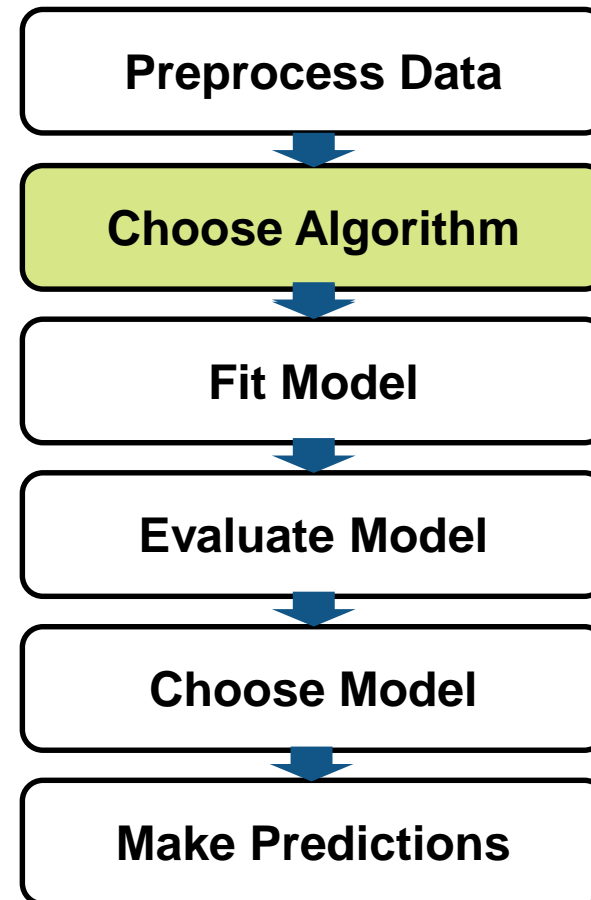 Preprocess Data
Choose Algorithm
Fit Model
Evaluate Model
Choose Model
Make Predictions